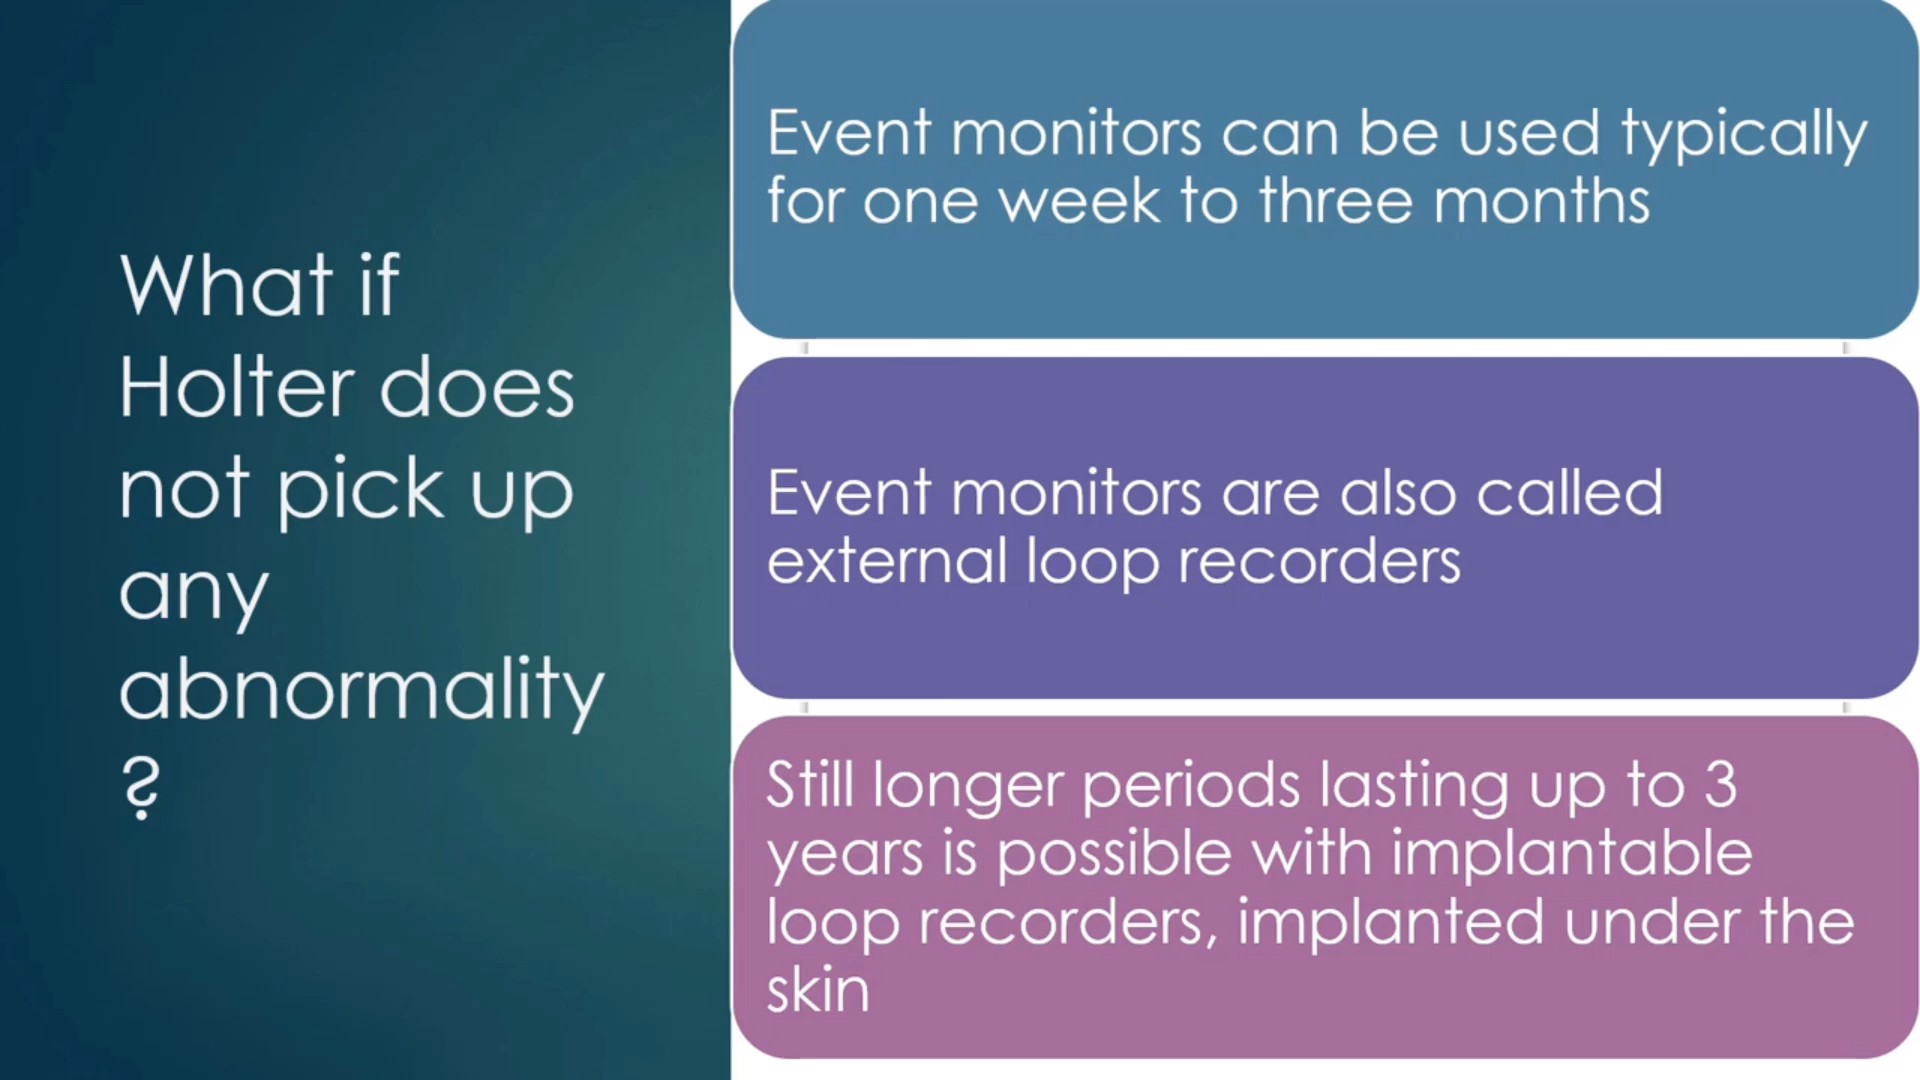 What if
Holter does
not pick up
any
abnormality
?
Event monitors can be used typically
for one week to three months
Event monitors are also called
external loop recorders
Still longer periods lasting up to 3
years is possible with implantable
loop recorders, implanted under the
skin